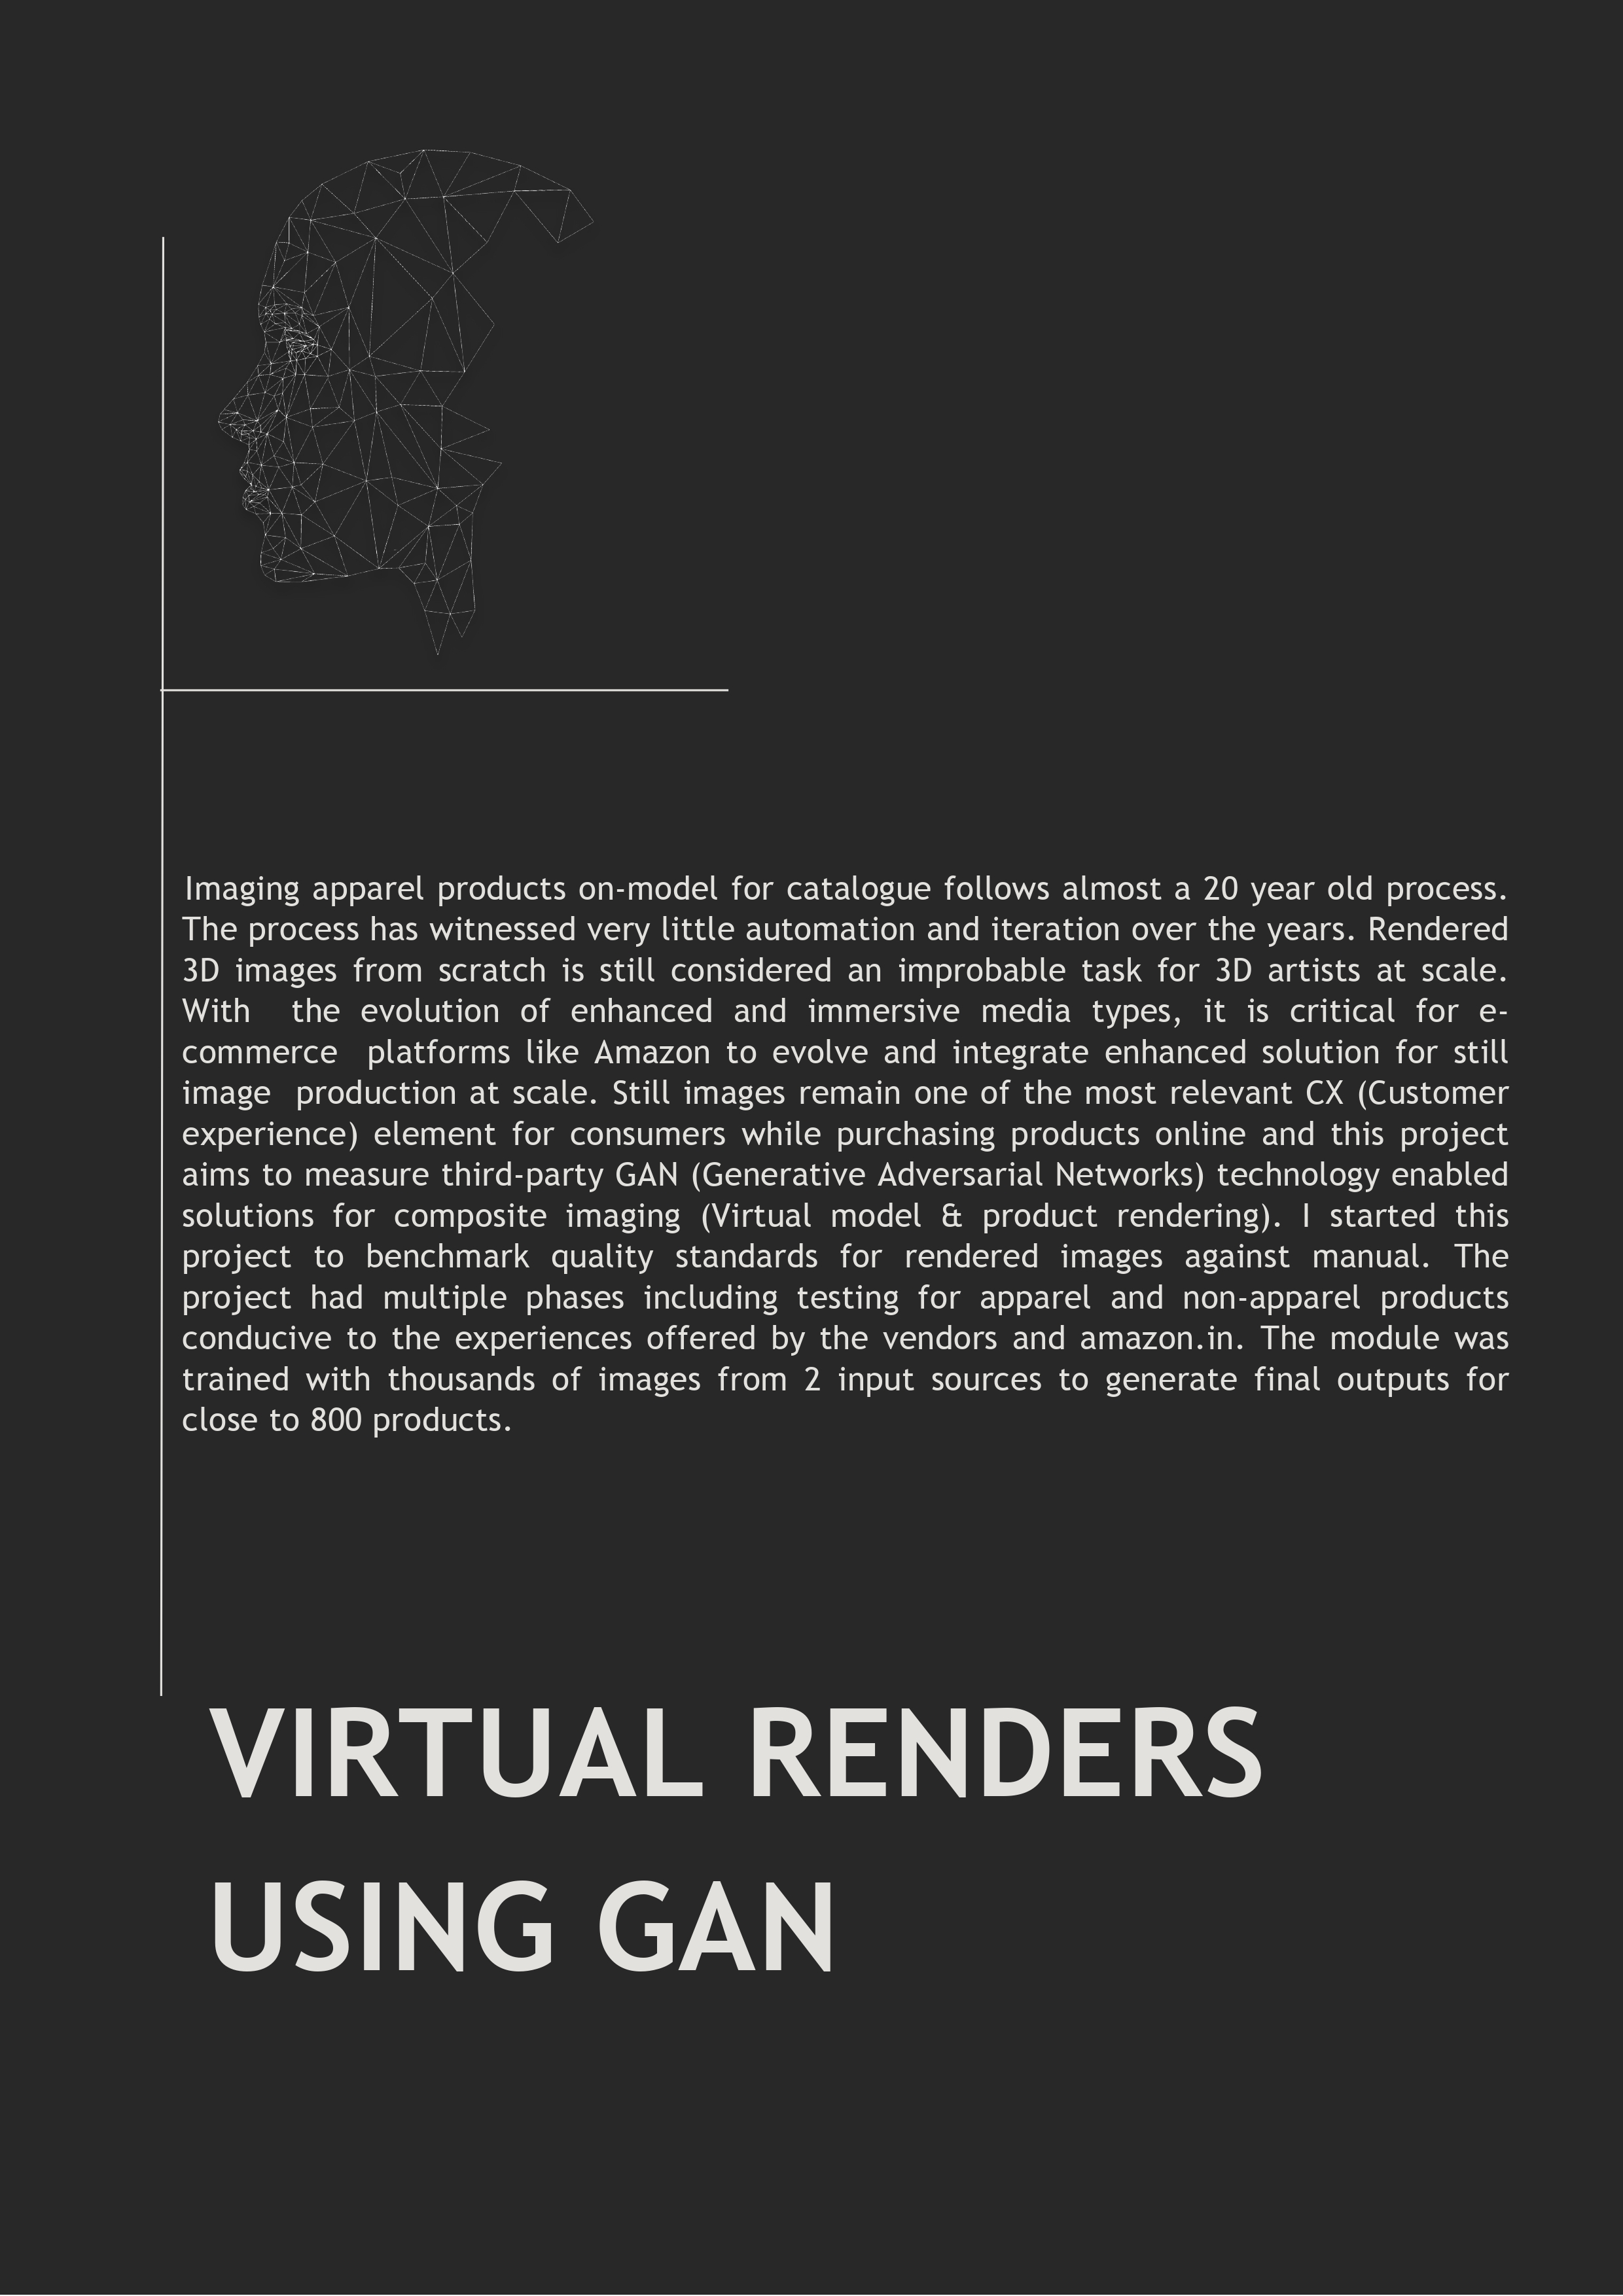 Imaging apparel products on-model for catalogue follows almost a 20 year old process.
The process has witnessed very little automation and iteration over the years. Rendered
3D images from scratch is still considered an improbable task for 3D artists at scale.
With the evolution of enhanced and immersive media types, it is critical for e-
commerce platforms like Amazon to evolve and integrate enhanced solution for still
image production at scale. Still images remain one of the most relevant CX (Customer
experience) element for consumers while purchasing products online and this project
aims to measure third-party GAN (Generative Adversarial Networks) technology enabled
solutions for composite imaging (Virtual model & product rendering). I started this
project to benchmark quality standards for rendered images against manual. The
project had multiple phases including testing for apparel and non-apparel products
conducive to the experiences offered by the vendors and amazon.in. The module was
trained with thousands of images from 2 input sources to generate final outputs for
close to 800 products.
VIRTUAL RENDERS
USING GAN